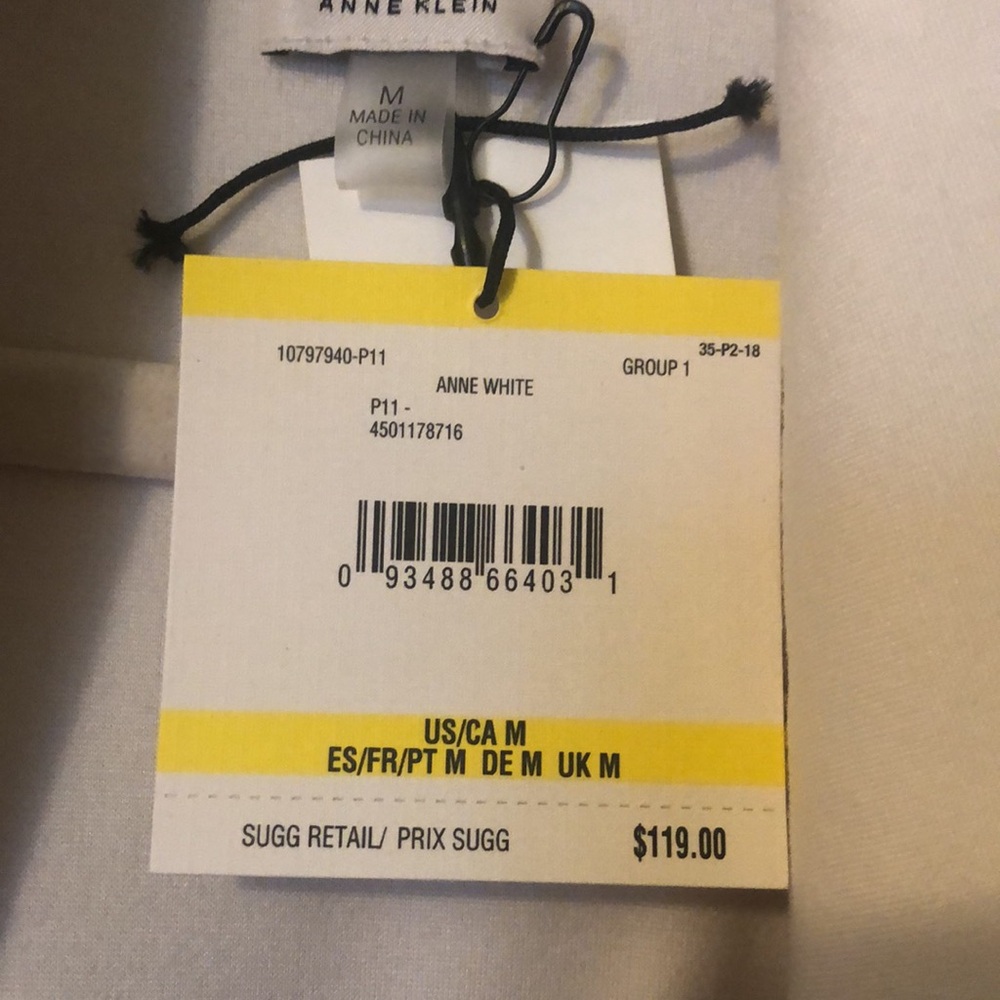 ANNE KLEIN
M
MADE IN
CHINA
10797940-P11
35-P2-18
GROUP 1
ANNE WHITE
P11 -
4501178716
0 93488 66403 1
US/CA M
ES/FR/PT M DE M UK M
SUGG RETAIL/ PRIX SUGG $119.00